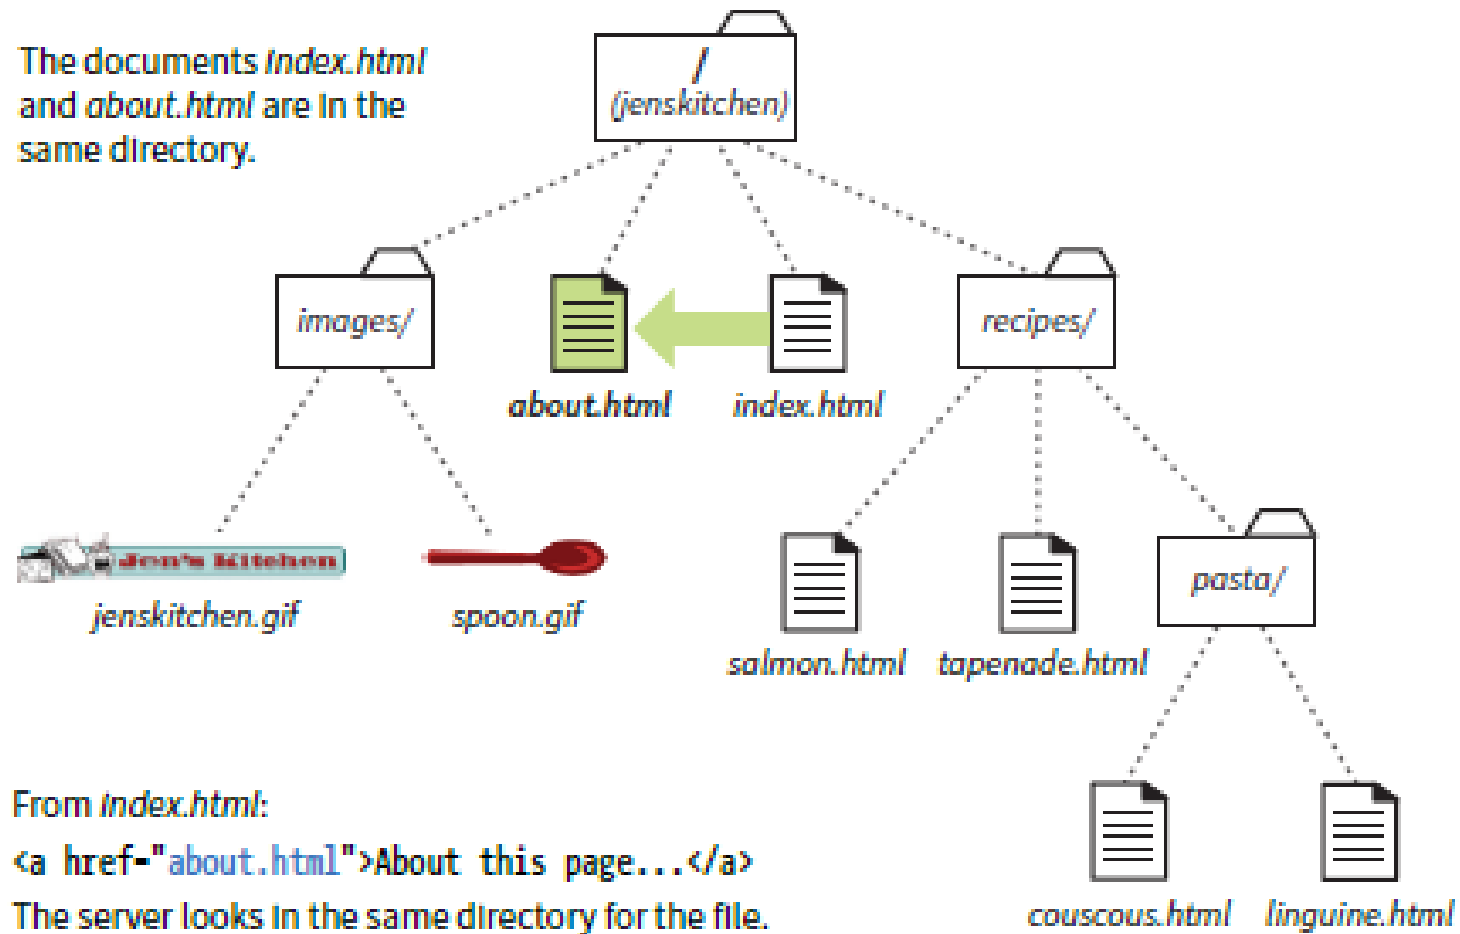 The documents index.html
and about.html are in the
same directory.
/
(jenskitchen)
images/
recipes/
about.html
index.html
Jen's Kitchen
jenskitchen.gif
spoon.gif
pasta/
salmon.html
tapenade.html
From index.html:
<a href="about.html">About this page...</a>
The server looks in the same directory for the file.
couscous.html
linguine.html